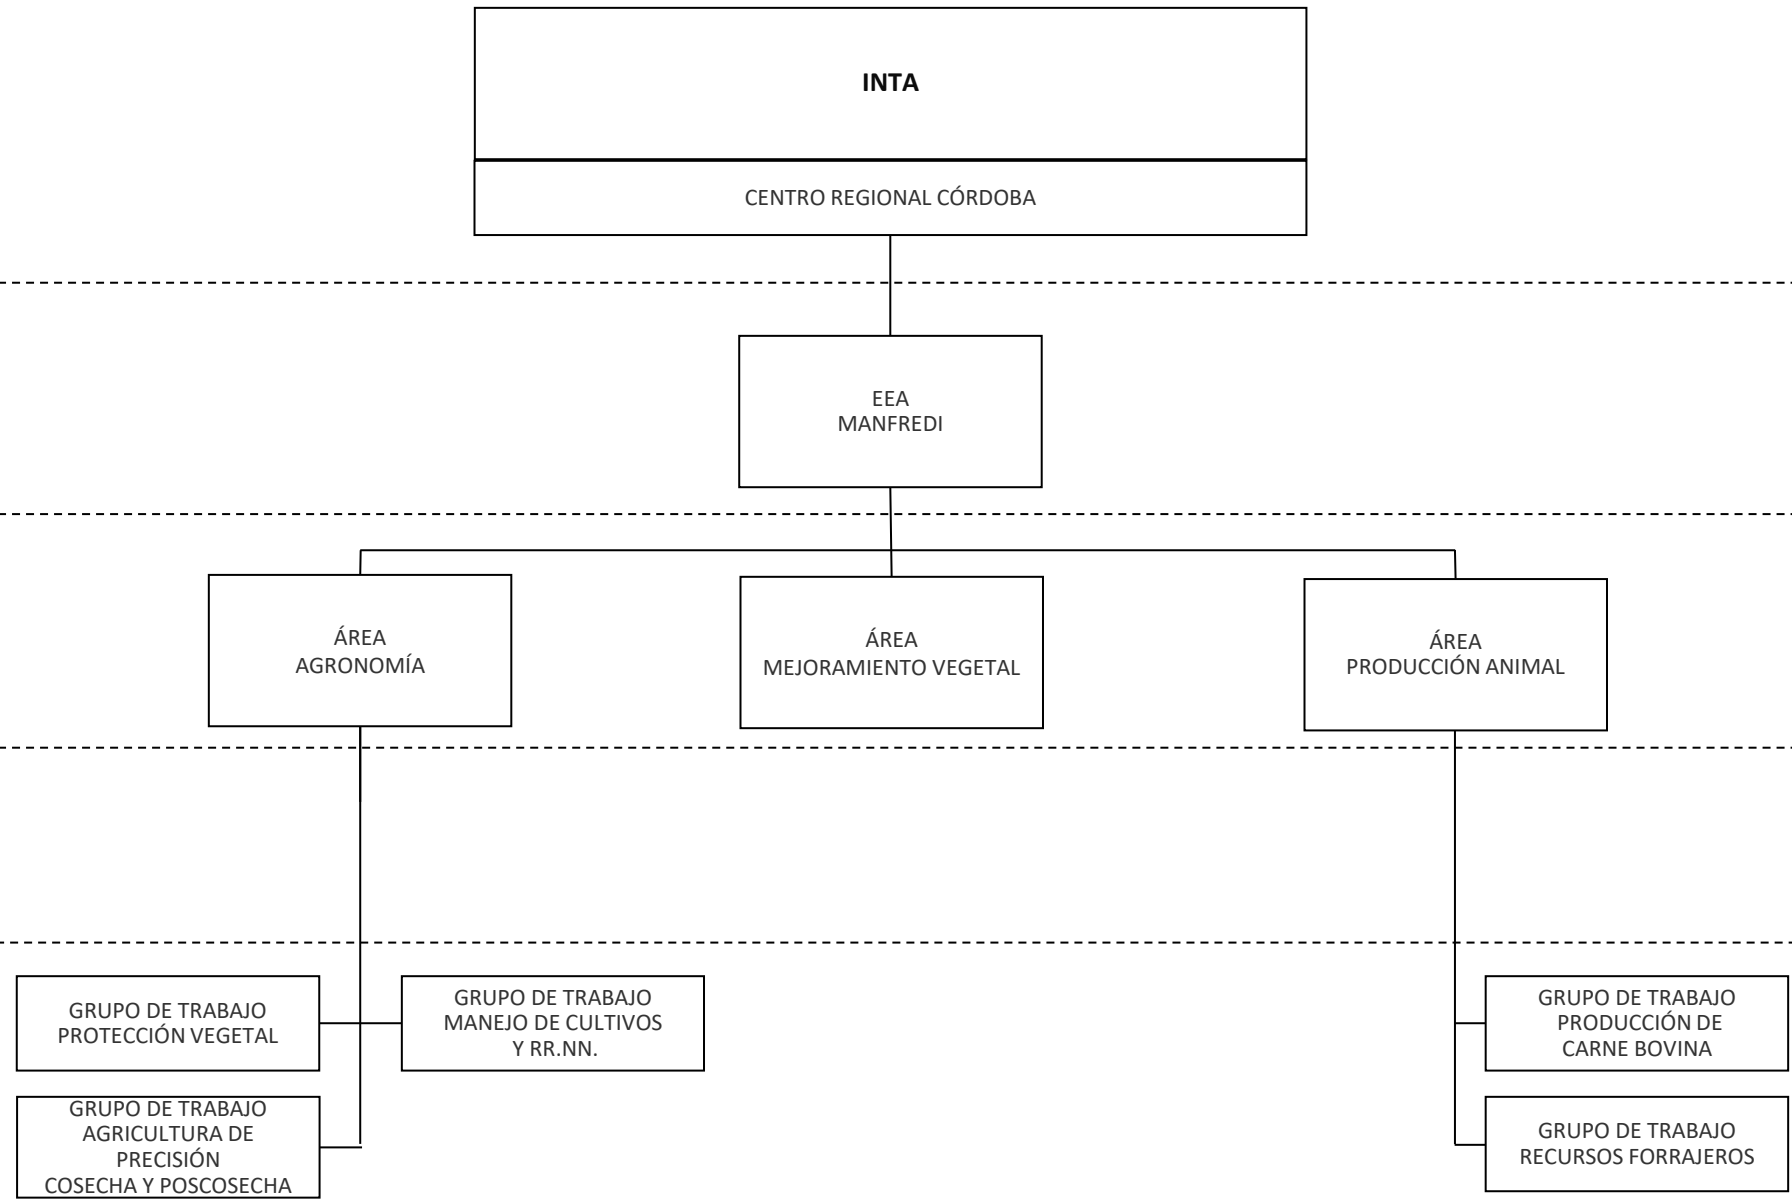 INTA
CENTRO REGIONAL CÓRDOBA
EEA
MANFREDI
ÁREA
AGRONOMÍA
ÁREA
MEJORAMIENTO VEGETAL
ÁREA
PRODUCCIÓN ANIMAL
GRUPO DE TRABAJO
PROTECCIÓN VEGETAL
GRUPO DE TRABAJO
MANEJO DE CULTIVOS
Y RR.NN.
GRUPO DE TRABAJO
PRODUCCIÓN DE
CARNE BOVINA
GRUPO DE TRABAJO
AGRICULTURA DE
PRECISIÓN
COSECHA Y POSCOSECHA
GRUPO DE TRABAJO
RECURSOS FORRAJEROS